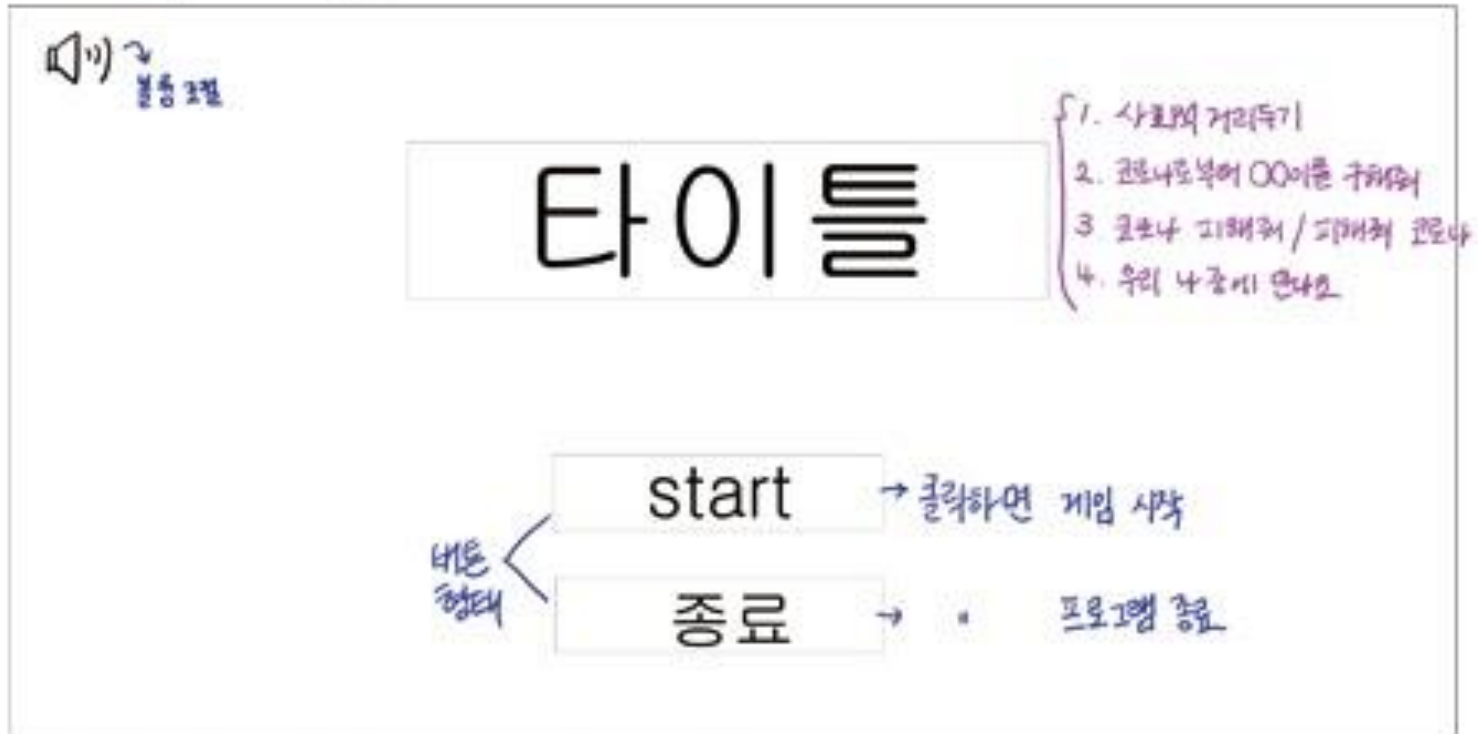 볼륨 조절
타이틀
1. 사회적 거리두기
2. 코로나로부터 OO이를 구해줘
3 코로나 피해줘 / 피해줘 코로나
4. 우리 나중에 만나요
start → 클릭하면 게임 시작
버튼
형태
종료 → 〃 프로그램 종료